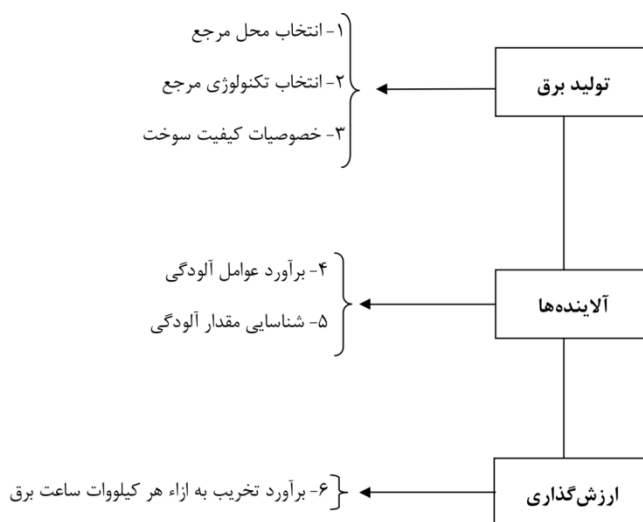 تولید برق
۱- انتخاب محل مرجع
۲- انتخاب تکنولوژی مرجع
۳- خصوصیات کیفیت سوخت
آلاینده‌ها
۴- برآورد عوامل آلودگی
۵- شناسایی مقدار آلودگی
ارزش‌گذاری
۶- برآورد تخریب به ازاء هر کیلووات ساعت برق